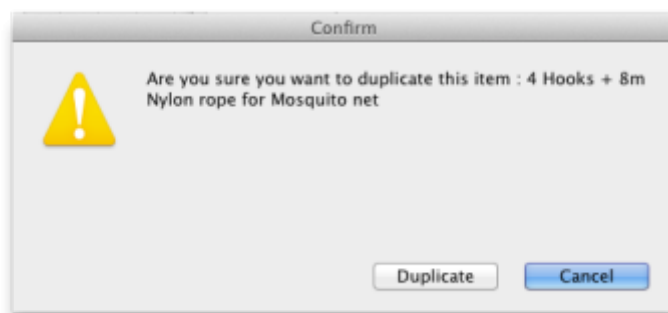 Confirm
Are you sure you want to duplicate this item : 4 Hooks + 8m
Nylon rope for Mosquito net
Duplicate
Cancel